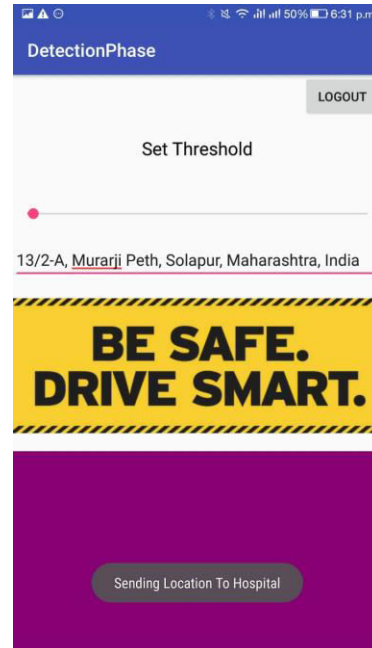 50% 6:31 p.m
DetectionPhase
LOGOUT
Set Threshold
13/2-A, Murarji Peth, Solapur, Maharashtra, India
BE SAFE.
DRIVE SMART.
Sending Location To Hospital